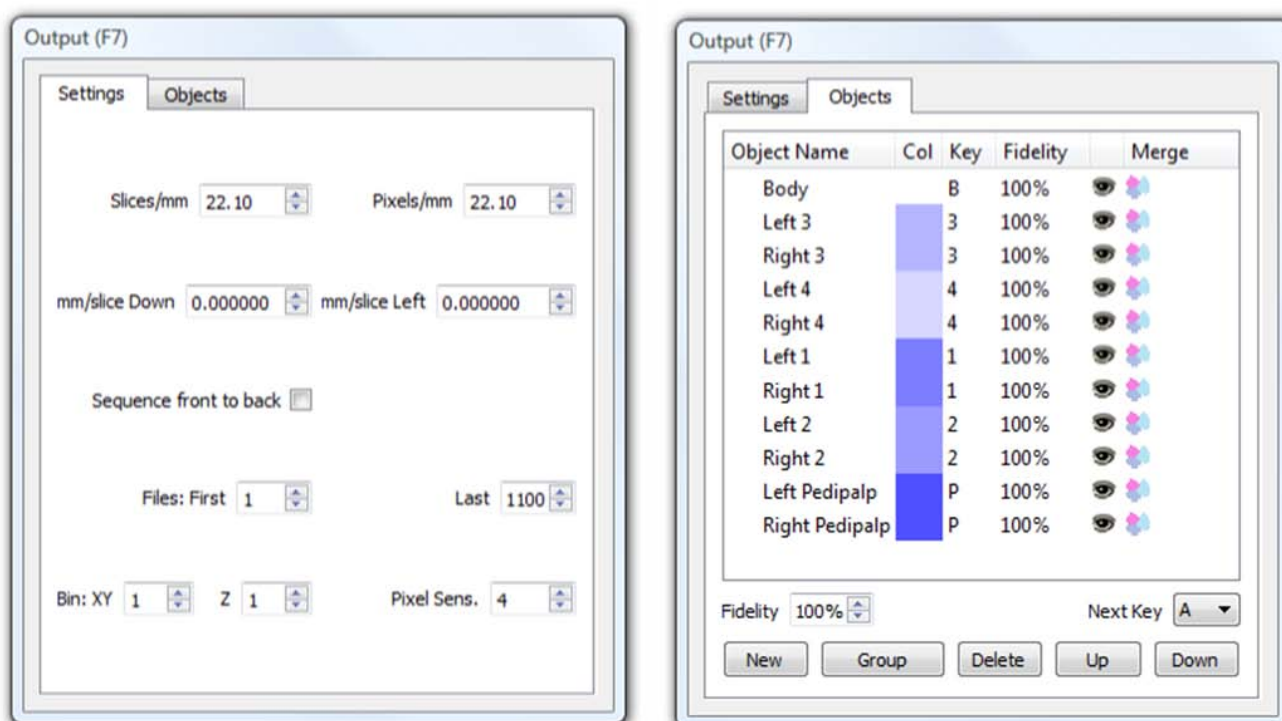 Output (F7)
Settings Objects
Slices/mm 22.10 Pixels/mm 22.10
mm/slice Down 0.000000 mm/slice Left 0.000000
Sequence front to back
Files: First 1 Last 1100
Bin: XY 1 Z 1 Pixel Sens. 4
Output (F7)
Settings Objects
Object Name Col Key Fidelity Merge
Body B 100%
Left 3 3 100%
Right 3 3 100%
Left 4 4 100%
Right 4 4 100%
Left 1 1 100%
Right 1 1 100%
Left 2 2 100%
Right 2 2 100%
Left Pedipalp P 100%
Right Pedipalp P 100%
Fidelity 100% Next Key A
New Group Delete Up Down